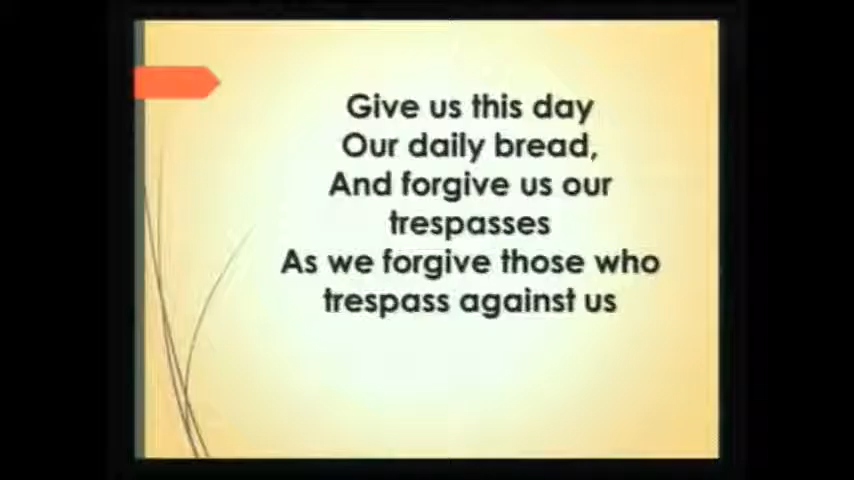 Give us this day
Our daily bread,
And forgive us our
trespasses
As we forgive those who
trespass against us